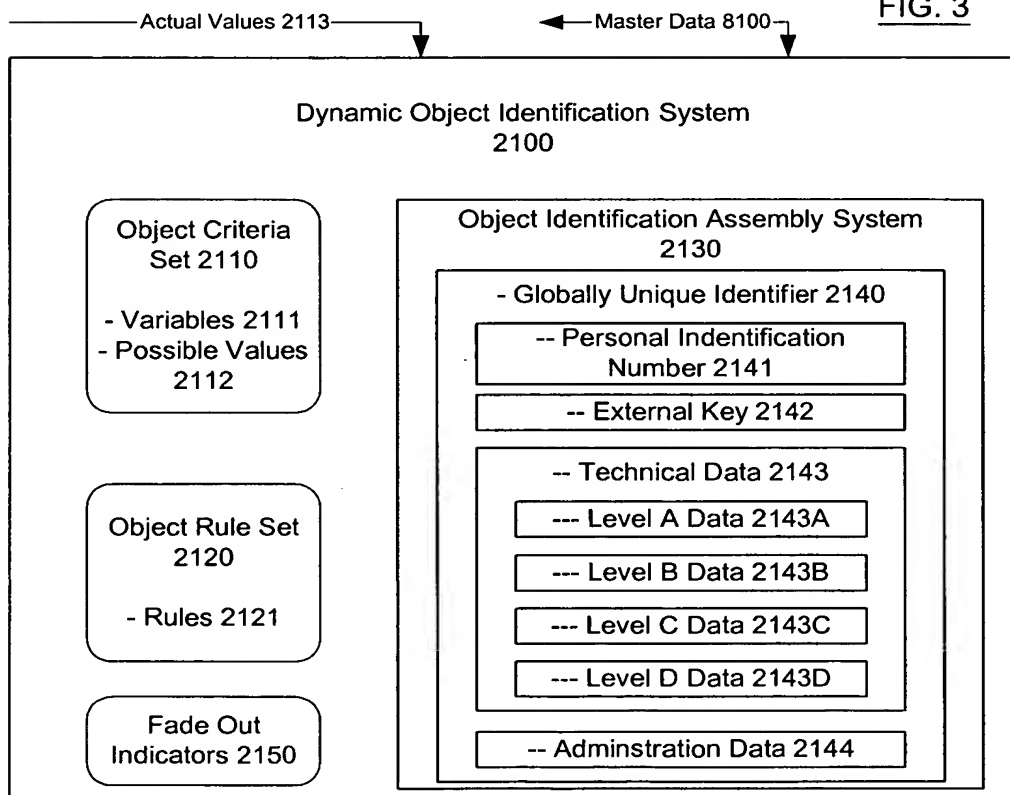 FIG. 3
Actual Values 2113
Master Data 8100
Dynamic Object Identification System
2100
Object Criteria
Set 2110
- Variables 2111
- Possible Values
2112
Object Rule Set
2120
- Rules 2121
Fade Out
Indicators 2150
Object Identification Assembly System
2130
- Globally Unique Identifier 2140
-- Personal Indentification
Number 2141
-- External Key 2142
-- Technical Data 2143
--- Level A Data 2143A
--- Level B Data 2143B
--- Level C Data 2143C
--- Level D Data 2143D
-- Adminstration Data 2144